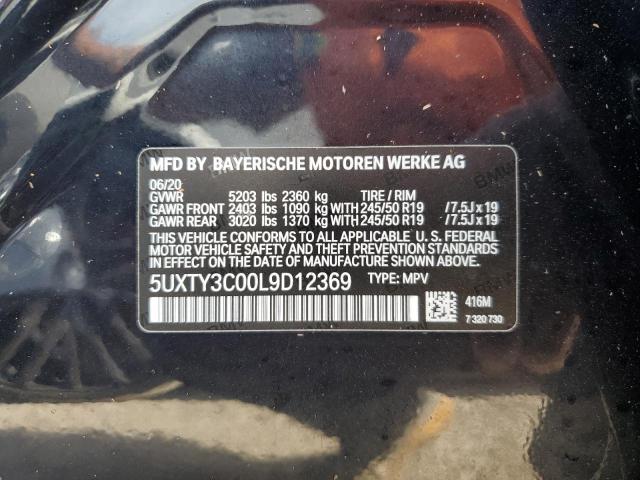 MFD BY BAYERISCHE MOTOREN WERKE AG
06/20
GVWR 5203 lbs 2360 kg TIRE / RIM
GAWR FRONT 2403 lbs 1090 kg WITH 245/50 R19 /7.5J x 19
GAWR REAR 3020 lbs 1370 kg WITH 245/50 R19 /7.5J x 19
THIS VEHICLE CONFORMS TO ALL APPLICABLE U. S. FEDERAL
MOTOR VEHICLE SAFETY AND THEFT PREVENTION STANDARDS
IN EFFECT ON THE DATE OF MANUFACTURE SHOWN ABOVE.
5UXTY3C00L9D12369 TYPE: MPV
416M
7 320 730